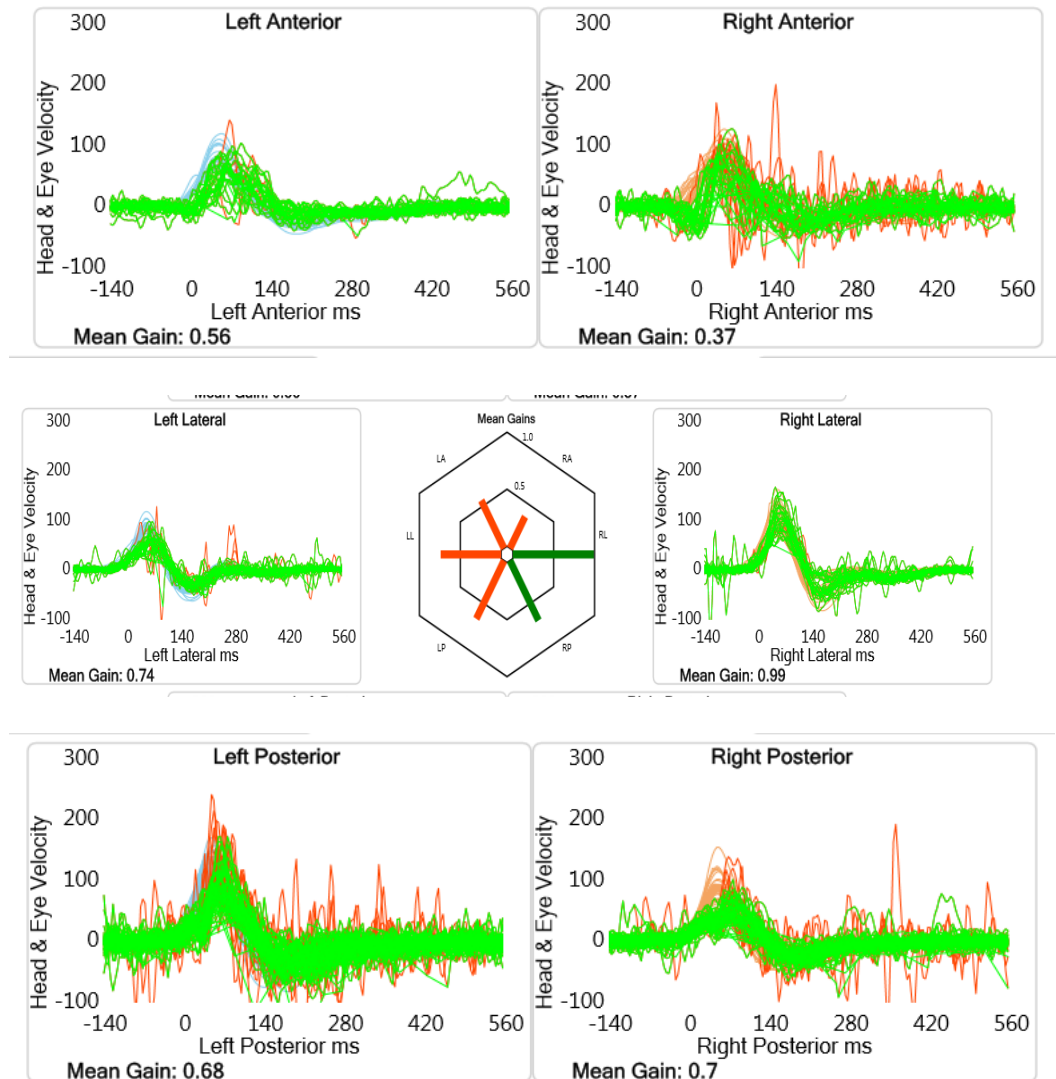 Left Anterior
300
200
100
0
-100
Head & Eye Velocity
-140 0 140 280 420 560
Left Anterior ms
Mean Gain: 0.56
Right Anterior
300
200
100
0
-100
Head & Eye Velocity
-140 0 140 280 420 560
Right Anterior ms
Mean Gain: 0.37
Left Lateral
300
200
100
0
-100
Head & Eye Velocity
-140 0 140 280 420 560
Left Lateral ms
Mean Gain: 0.74
Mean Gains
1.0
LA
RA
0.5
LL
RL
LP
RP
Right Lateral
300
200
100
0
-100
Head & Eye Velocity
-140 0 140 280 420 560
Right Lateral ms
Mean Gain: 0.99
Left Posterior
300
200
100
0
-100
Head & Eye Velocity
-140 0 140 280 420 560
Left Posterior ms
Mean Gain: 0.68
Right Posterior
300
200
100
0
-100
Head & Eye Velocity
-140 0 140 280 420 560
Right Posterior ms
Mean Gain: 0.7